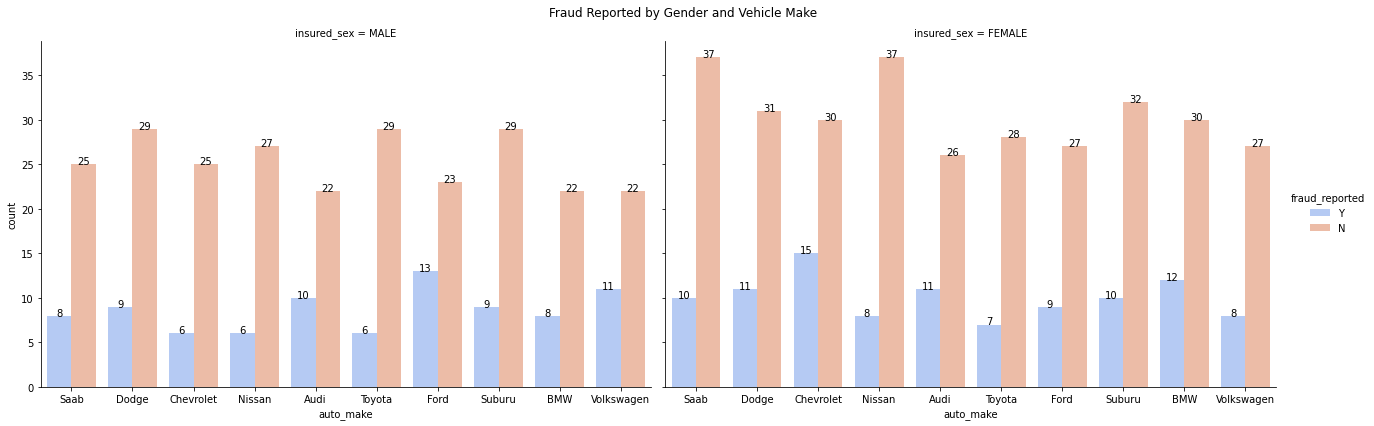 Fraud Reported by Gender and Vehicle Make
insured_sex = MALE
insured_sex = FEMALE
count
35
30
25
20
15
10
5
0
8 25 9 29 6 25 6 27 10 22 6 29 13 23 9 29 8 22 11 22
10 37 11 31 15 30 8 37 11 26 7 28 9 27 10 32 12 30 8 27
Saab Dodge Chevrolet Nissan Audi Toyota Ford Suburu BMW Volkswagen
auto_make
Saab Dodge Chevrolet Nissan Audi Toyota Ford Suburu BMW Volkswagen
auto_make
fraud_reported
Y
N